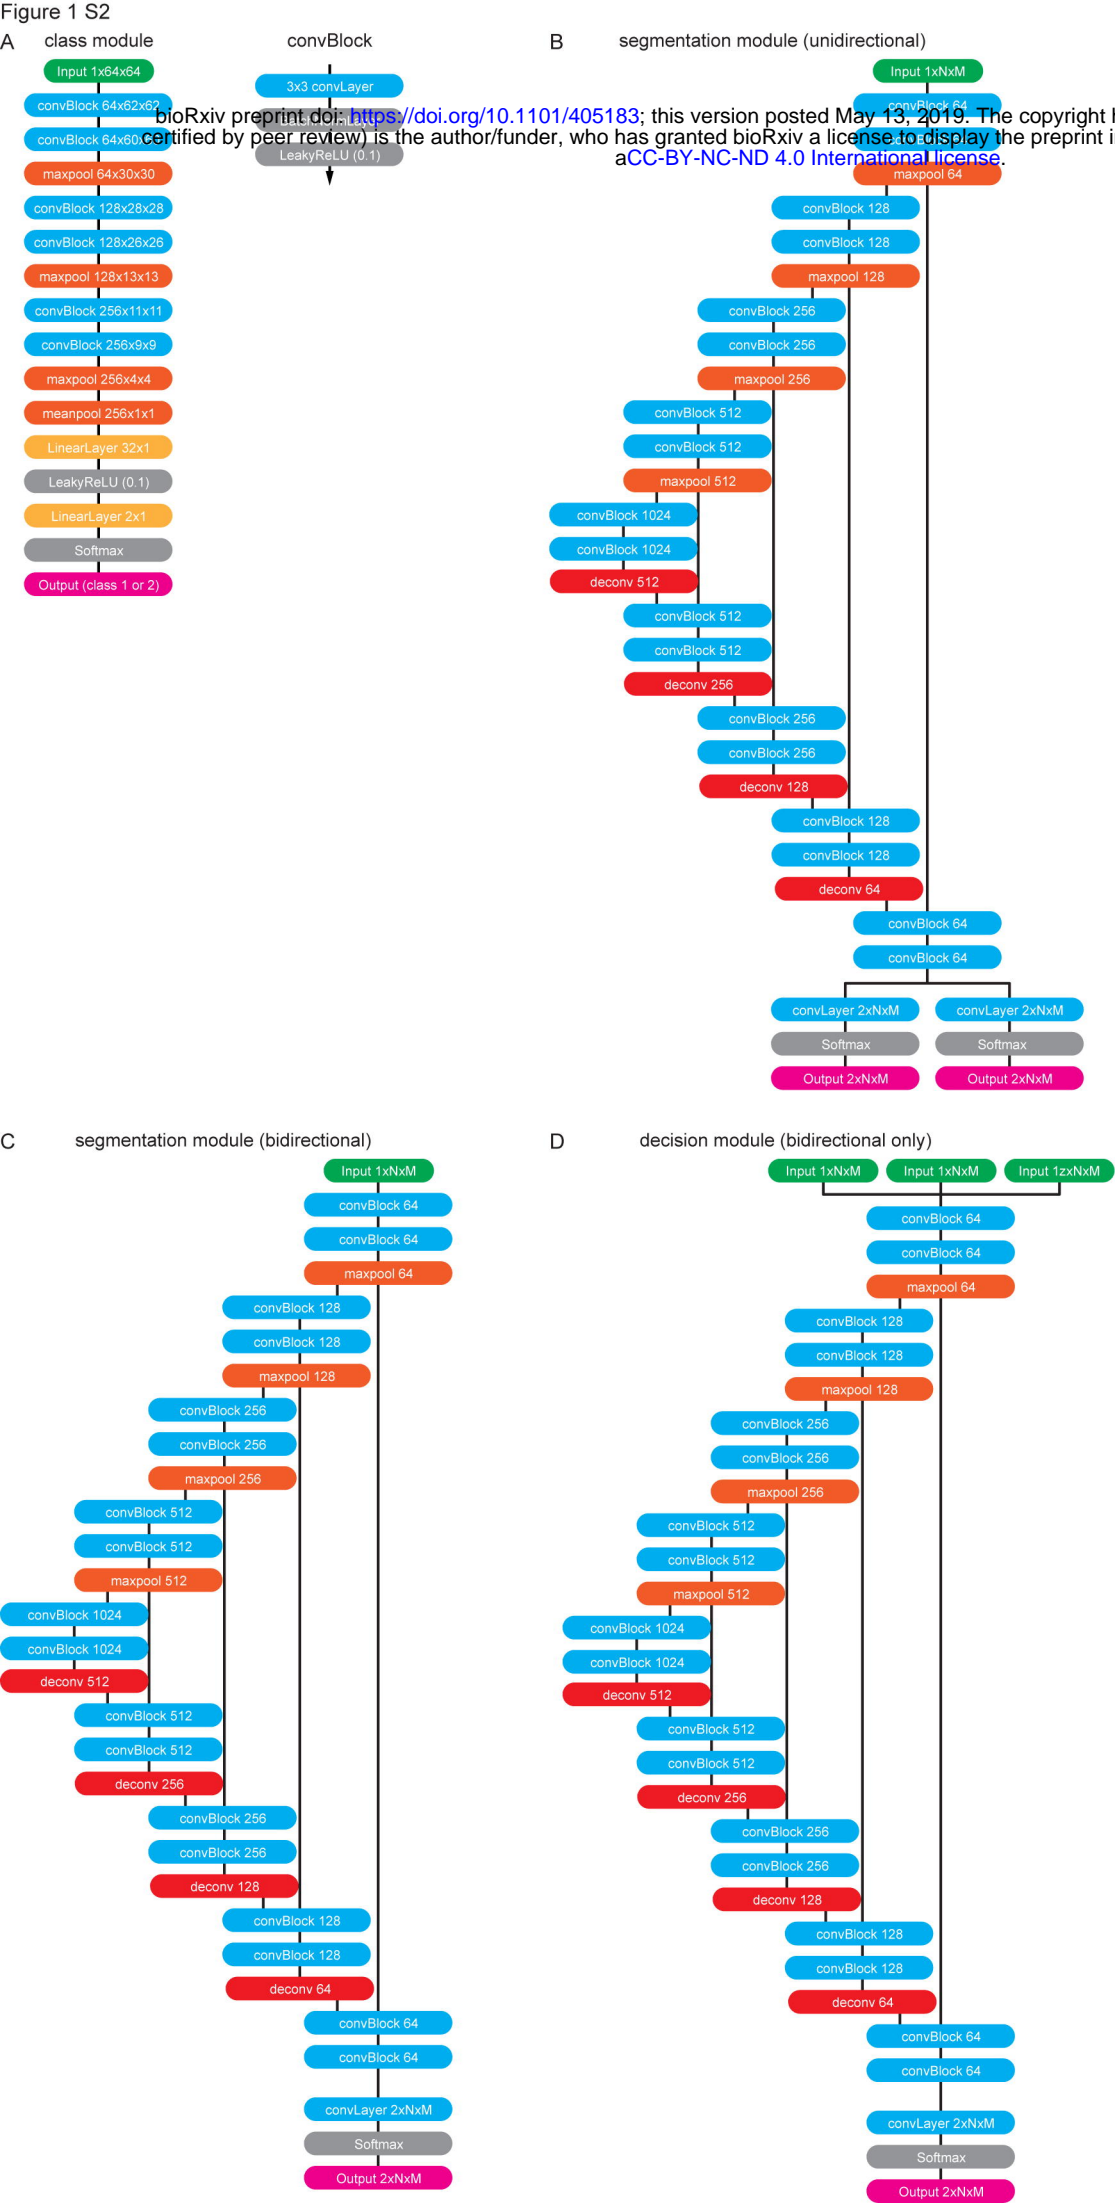 Figure 1 S2
A class module
Input 1x64x64
convBlock 64x62x62
convBlock 64x60x
maxpool 64x30x30
convBlock 128x28x28
convBlock 128x26x26
maxpool 128x13x13
convBlock 256x11x11
convBlock 256x9x9
maxpool 256x4x4
meanpool 256x1x1
LinearLayer 32x1
LeakyReLU (0.1)
LinearLayer 2x1
Softmax
Output (class 1 or 2)
convBlock
3x3 convLayer
LeakyReLU (0.1)
bioRxiv preprint doi: https://doi.org/10.1101/405183; this version posted May 13, 2019. The copyright h
certified by peer review) is the author/funder, who has granted bioRxiv a license to display the preprint i
aCC-BY-NC-ND 4.0 International license.
B segmentation module (unidirectional)
Input 1xNxM
convBlock 64
maxpool 64
convBlock 128
convBlock 128
maxpool 128
convBlock 256
convBlock 256
maxpool 256
convBlock 512
convBlock 512
maxpool 512
convBlock 1024
convBlock 1024
deconv 512
convBlock 512
convBlock 512
deconv 256
convBlock 256
convBlock 256
deconv 128
convBlock 128
convBlock 128
deconv 64
convBlock 64
convBlock 64
convLayer 2xNxM convLayer 2xNxM
Softmax Softmax
Output 2xNxM Output 2xNxM
C segmentation module (bidirectional)
Input 1xNxM
convBlock 64
convBlock 64
maxpool 64
convBlock 128
convBlock 128
maxpool 128
convBlock 256
convBlock 256
maxpool 256
convBlock 512
convBlock 512
maxpool 512
convBlock 1024
convBlock 1024
deconv 512
convBlock 512
convBlock 512
deconv 256
convBlock 256
convBlock 256
deconv 128
convBlock 128
convBlock 128
deconv 64
convBlock 64
convBlock 64
convLayer 2xNxM
Softmax
Output 2xNxM
D decision module (bidirectional only)
Input 1xNxM Input 1xNxM Input 1zxNxM
convBlock 64
convBlock 64
maxpool 64
convBlock 128
convBlock 128
maxpool 128
convBlock 256
convBlock 256
maxpool 256
convBlock 512
convBlock 512
maxpool 512
convBlock 1024
convBlock 1024
deconv 512
convBlock 512
convBlock 512
deconv 256
convBlock 256
convBlock 256
deconv 128
convBlock 128
convBlock 128
deconv 64
convBlock 64
convBlock 64
convLayer 2xNxM
Softmax
Output 2xNxM